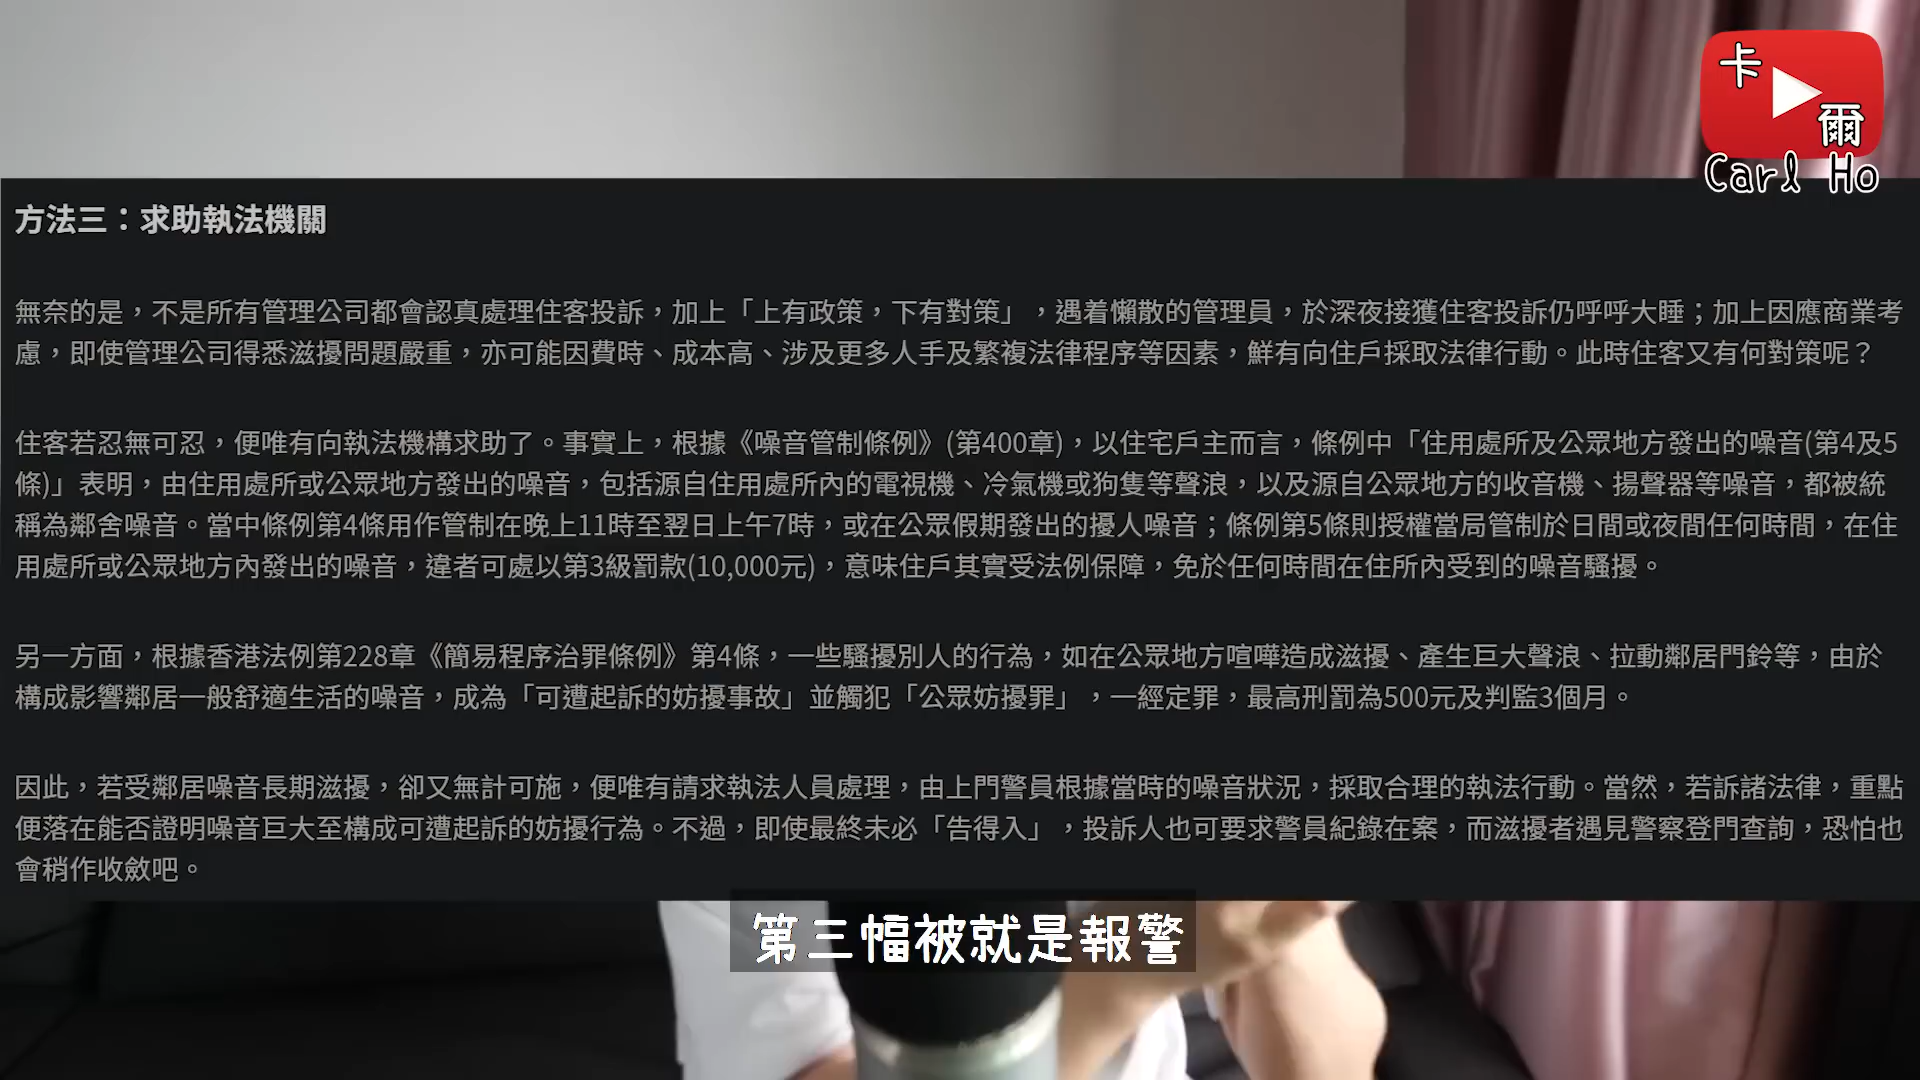 卡
爾
Carl Ho
方法三：求助執法機關
無奈的是，不是所有管理公司都會認真處理住客投訴，加上「上有政策，下有對策」，遇着懶散的管理員，於深夜接獲住客投訴仍呼呼大睡；加上因應商業考
慮，即使管理公司得悉滋擾問題嚴重，亦可能因費時、成本高、涉及更多人手及繁複法律程序等因素，鮮有向住戶採取法律行動。此時住客又有何對策呢？
住客若忍無可忍，便唯有向執法機構求助了。事實上，根據《噪音管制條例》(第400章)，以住宅戶主而言，條例中「住用處所及公眾地方發出的噪音(第4及5
條)」表明，由住用處所或公眾地方發出的噪音，包括源自住用處所內的電視機、冷氣機或狗隻等聲浪，以及源自公眾地方的收音機、揚聲器等噪音，都被統
稱為鄰舍噪音。當中條例第4條用作管制在晚上11時至翌日上午7時，或在公眾假期發出的擾人噪音；條例第5條則授權當局管制於日間或夜間任何時間，在住
用處所或公眾地方內發出的噪音，違者可處以第3級罰款(10,000元)，意味住戶其實受法例保障，免於任何時間在住所內受到的噪音騷擾。
另一方面，根據香港法例第228章《簡易程序治罪條例》第4條，一些騷擾別人的行為，如在公眾地方喧嘩造成滋擾、產生巨大聲浪、拉動鄰居門鈴等，由於
構成影響鄰居一般舒適生活的噪音，成為「可遭起訴的妨擾事故」並觸犯「公眾妨擾罪」，一經定罪，最高刑罰為500元及判監3個月。
因此，若受鄰居噪音長期滋擾，卻又無計可施，便唯有請求執法人員處理，由上門警員根據當時的噪音狀況，採取合理的執法行動。當然，若訴諸法律，重點
便落在能否證明噪音巨大至構成可遭起訴的妨擾行為。不過，即使最終未必「告得入」，投訴人也可要求警員紀錄在案，而滋擾者遇見警察登門查詢，恐怕也
會稍作收斂吧。
第三幅被就是報警